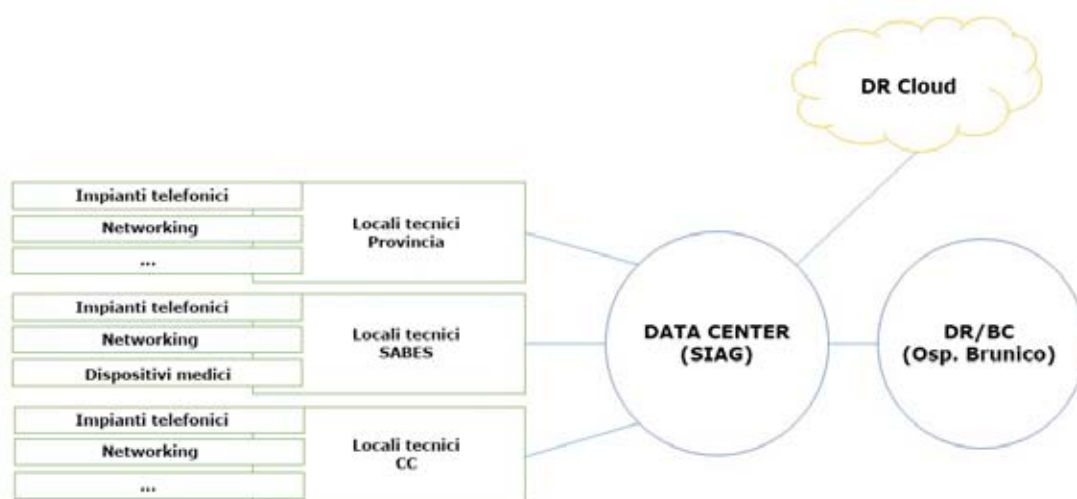 DR Cloud
Impianti telefonici
Networking
...
Locali tecnici
Provincia
Impianti telefonici
Networking
Dispositivi medici
Locali tecnici
SABES
Impianti telefonici
Networking
...
Locali tecnici
CC
DATA CENTER
(SIAG)
DR/BC
(Osp. Brunico)